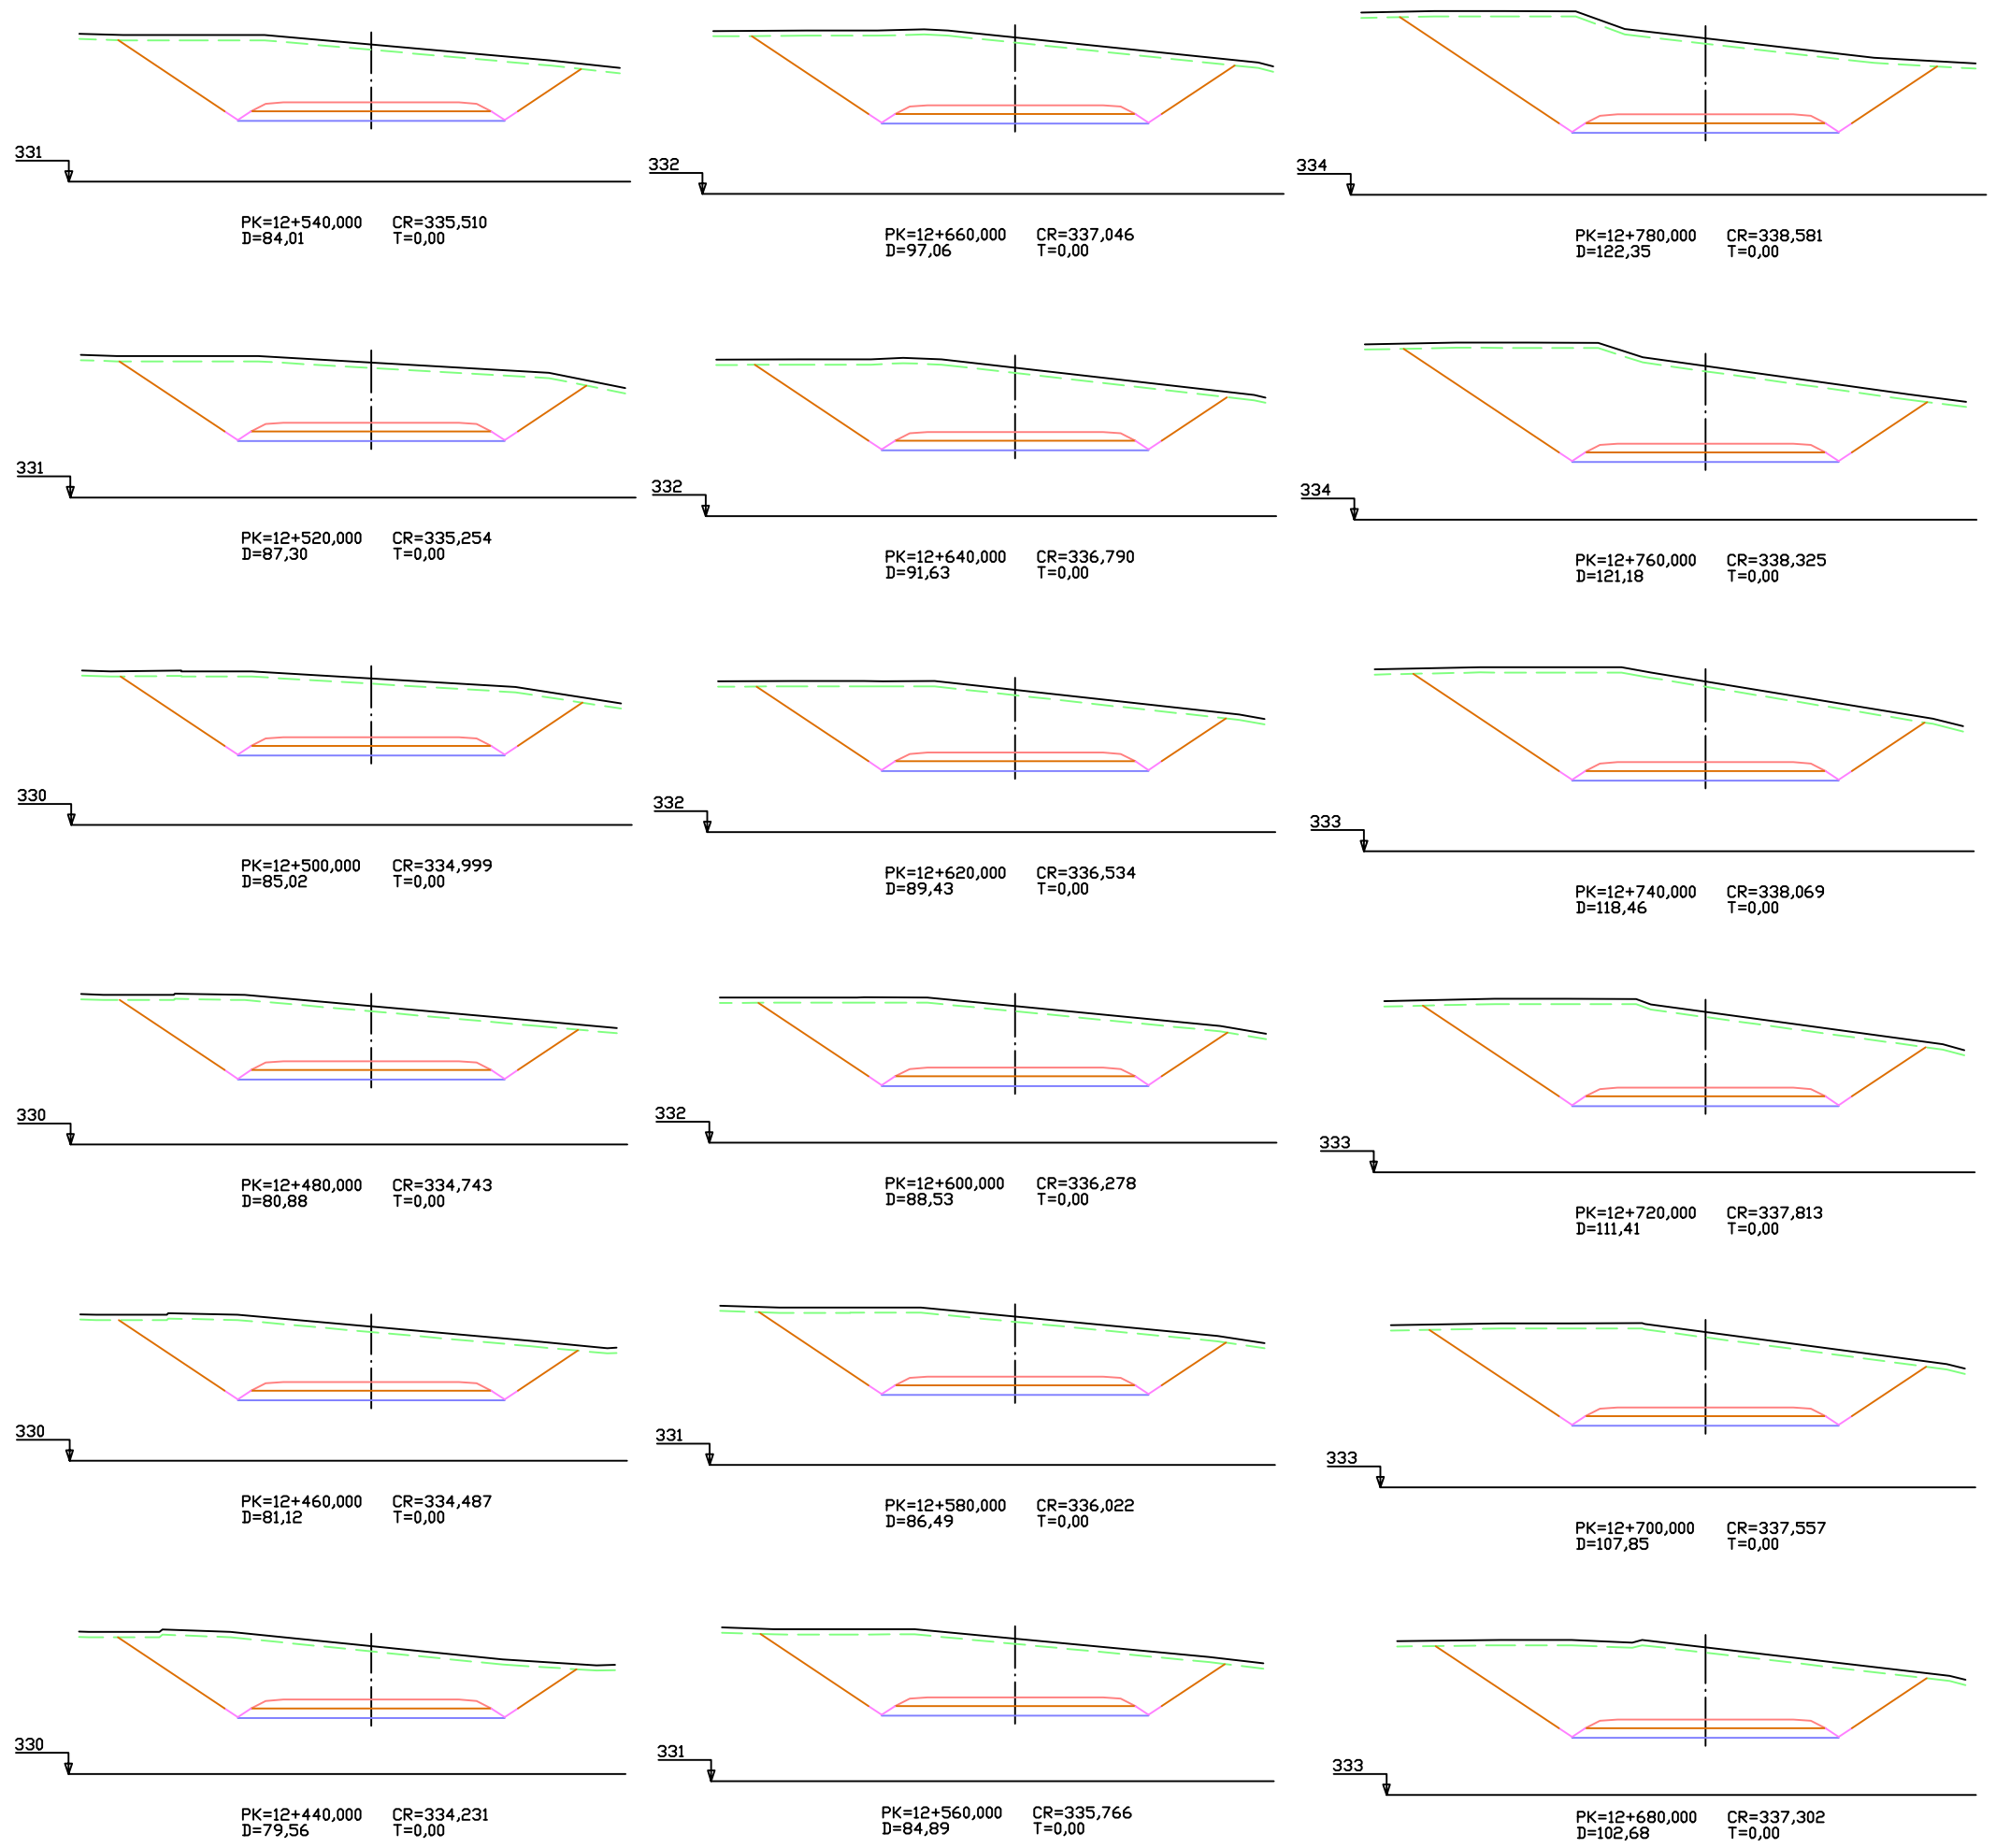 331
PK=12+540,000 CR=335,510
D=84,01 T=0,00
332
PK=12+660,000 CR=337,046
D=97,06 T=0,00
334
PK=12+780,000 CR=338,581
D=122,35 T=0,00
331
PK=12+520,000 CR=335,254
D=87,30 T=0,00
332
PK=12+640,000 CR=336,790
D=91,63 T=0,00
334
PK=12+760,000 CR=338,325
D=121,18 T=0,00
330
PK=12+500,000 CR=334,999
D=85,02 T=0,00
332
PK=12+620,000 CR=336,534
D=89,43 T=0,00
333
PK=12+740,000 CR=338,069
D=118,46 T=0,00
330
PK=12+480,000 CR=334,743
D=80,88 T=0,00
332
PK=12+600,000 CR=336,278
D=88,53 T=0,00
333
PK=12+720,000 CR=337,813
D=111,41 T=0,00
330
PK=12+460,000 CR=334,487
D=81,12 T=0,00
331
PK=12+580,000 CR=336,022
D=86,49 T=0,00
333
PK=12+700,000 CR=337,557
D=107,85 T=0,00
330
PK=12+440,000 CR=334,231
D=79,56 T=0,00
331
PK=12+560,000 CR=335,766
D=84,89 T=0,00
333
PK=12+680,000 CR=337,302
D=102,68 T=0,00